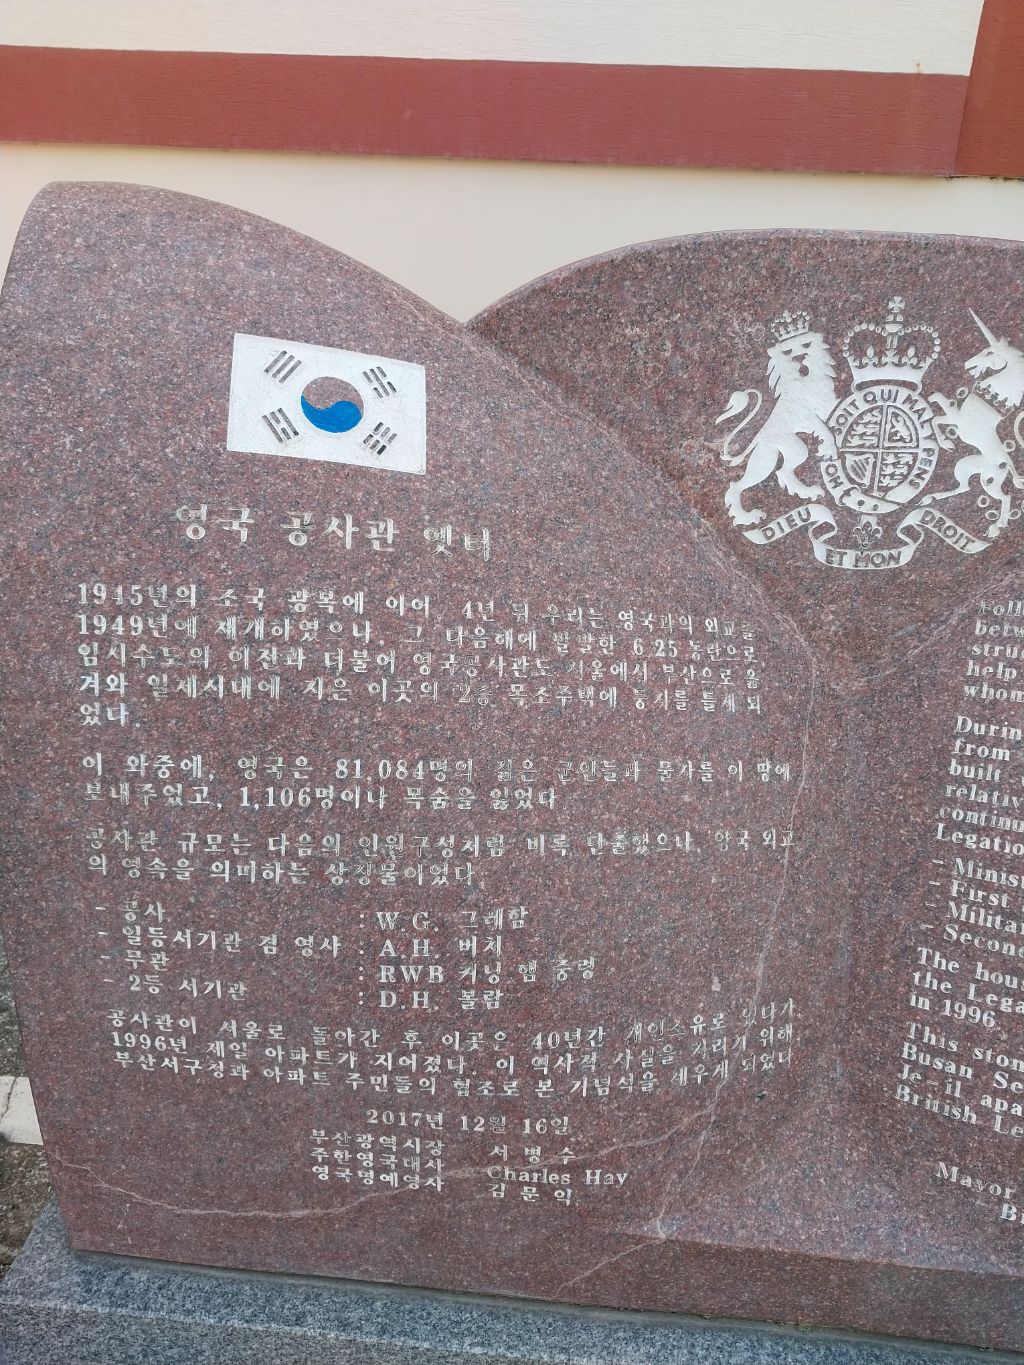 영국 공사관 옛터
1945년의 조국 광복에 이어 4년 뒤 우리는 영국과의 외교를
1949년에 재개하였으나, 그 다음해에 발발한 6.25 동란으로,
임시수도의 이전과 더불어 영국공사관도 서울에서 부산으로 옮
겨와 일제시대에 지은 이곳의 2층 목조주택에 등사를 틀게 되
었다.
이 와중에, 영국은 81,084명의 젊은 군인들과 물자를 이 땅에
보내주었고, 1,106명이나 목숨을 잃었다
공사관 규모는 다음의 인원구성처럼 비록 단출했으나, 양국 외교
의 영속을 의미하는 상징물이었다.
- 공사 : W.G. 그레함
- 일등서기관 겸 영사 : A.H. 버치
- 무관 : RWB 커닝 햄 중령
- 2등 서기관 : D.H. 볼람
공사관이 서울로 돌아간 후 이곳은 40년간 개인소유로 있다가
1996년 제일 아파트가 지어졌다. 이 역사적 사실을 기리기 위해
부산서구청과 아파트 주민들의 협조로 본 기념석을 세우게 되었다
2017년 12월 16일
부산광역시장 서병수
주한영국대사 Charles Hay
영국명예영사 김문익
SOIT QUI MAL Y PENSE
HON
DIEU ET MON DROIT
Foll
betw
stru
help
whom
Durin
from
built
relativ
continu
Legatio
- Minis
- First
- Milita
- Secon
The hou
the Lega
in 1996.
This ston
Busan Se
Je-il apa
British Le
Mayor
Br